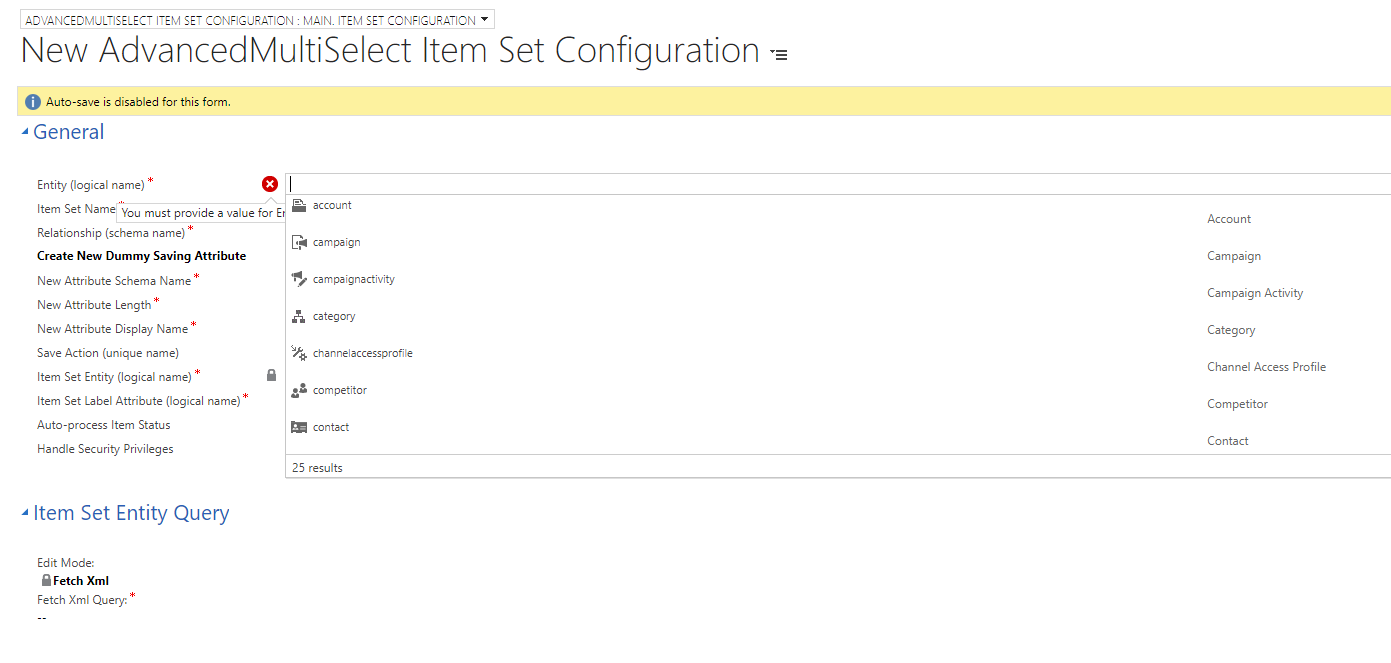 ADVANCEDMULTISELECT ITEM SET CONFIGURATION : MAIN. ITEM SET CONFIGURATION
New AdvancedMultiSelect Item Set Configuration
Auto-save is disabled for this form.
General
Entity (logical name) *
Item Set Name *
You must provide a value for Er
Relationship (schema name) *
Create New Dummy Saving Attribute
New Attribute Schema Name *
New Attribute Length *
New Attribute Display Name *
Save Action (unique name)
Item Set Entity (logical name) *
Item Set Label Attribute (logical name) *
Auto-process Item Status
Handle Security Privileges
account
Account
campaign
Campaign
campaignactivity
Campaign Activity
category
Category
channelaccessprofile
Channel Access Profile
competitor
Competitor
contact
Contact
25 results
Item Set Entity Query
Edit Mode:
Fetch Xml
Fetch Xml Query: *
--